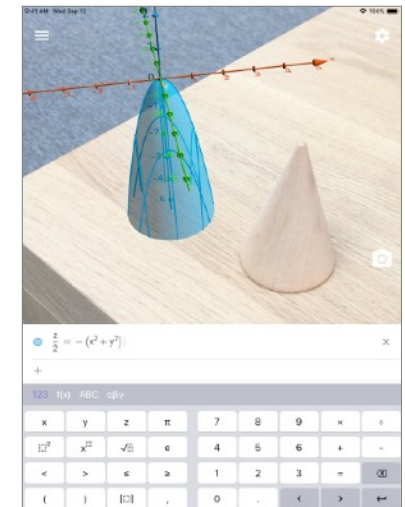 9:41 AM Wed Sep 12
100%
z/2 = − (x² + y²)
+
123 f(x) ABC αβγ
x y z π 7 8 9 × ÷
4 5 6 + -
< > ≤ ≥ 1 2 3 =
( ) , 0 .